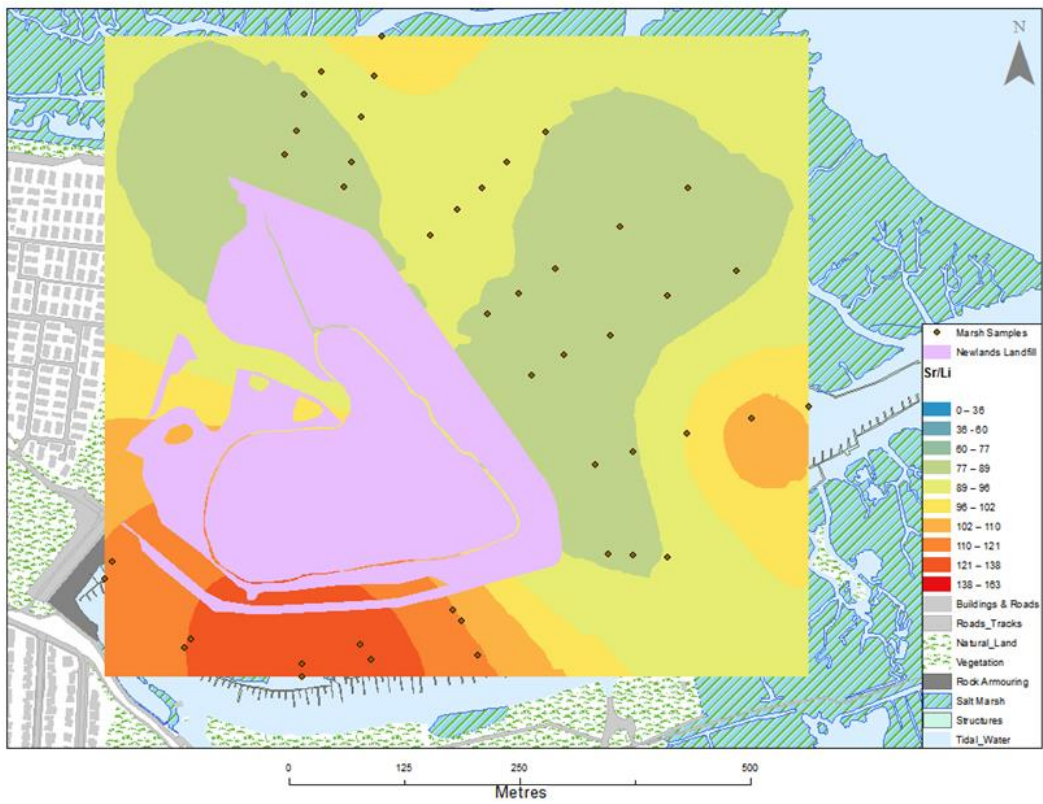 N
Marsh Samples
Newlands Landfill
Sr/Li
0 – 36
36 - 60
60 – 77
77 – 89
89 – 96
96 – 102
102 – 110
110 – 121
121 – 138
138 – 163
Buildings & Roads
Roads_Tracks
Natural_Land
Vegetation
Rock Armouring
Salt Marsh
Structures
Tidal_Water
0 125 250 500
Metres